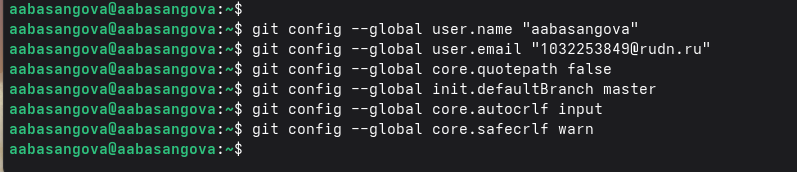 aabasangova@aabasangova:~$
aabasangova@aabasangova:~$ git config --global user.name "aabasangova"
aabasangova@aabasangova:~$ git config --global user.email "1032253849@rudn.ru"
aabasangova@aabasangova:~$ git config --global core.quotepath false
aabasangova@aabasangova:~$ git config --global init.defaultBranch master
aabasangova@aabasangova:~$ git config --global core.autocrlf input
aabasangova@aabasangova:~$ git config --global core.safecrlf warn
aabasangova@aabasangova:~$